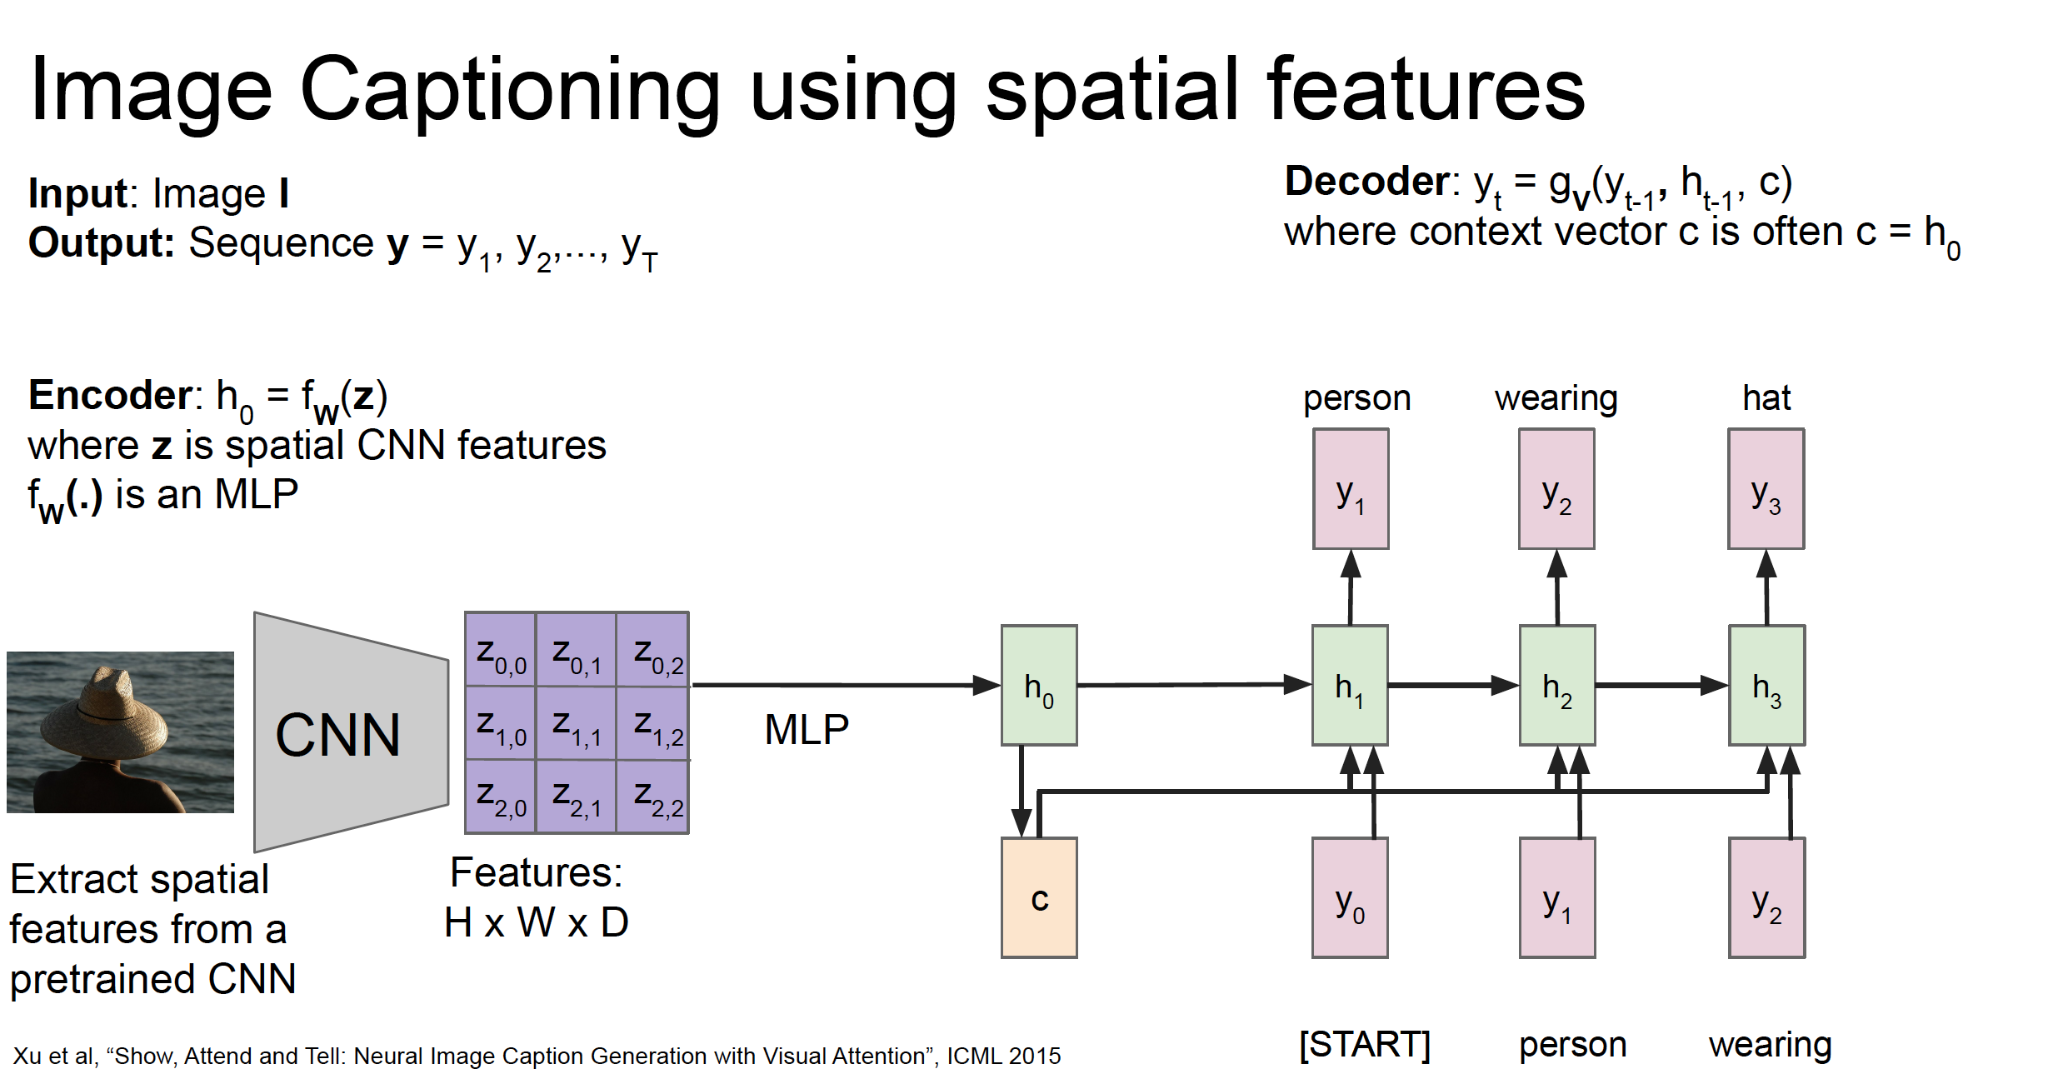 Image Captioning using spatial features
Input: Image I
Output: Sequence y = y1, y2,..., yT
Decoder: yt = gV(yt-1, ht-1, c)
where context vector c is often c = h0
Encoder: h0 = fW(z)
where z is spatial CNN features
fW(.) is an MLP
person wearing hat
y1 y2 y3
CNN
z0,0 z0,1 z0,2
z1,0 z1,1 z1,2
z2,0 z2,1 z2,2
MLP
h0 h1 h2 h3
Extract spatial
features from a
pretrained CNN
Features:
H x W x D
c y0 y1 y2
[START] person wearing
Xu et al, “Show, Attend and Tell: Neural Image Caption Generation with Visual Attention”, ICML 2015